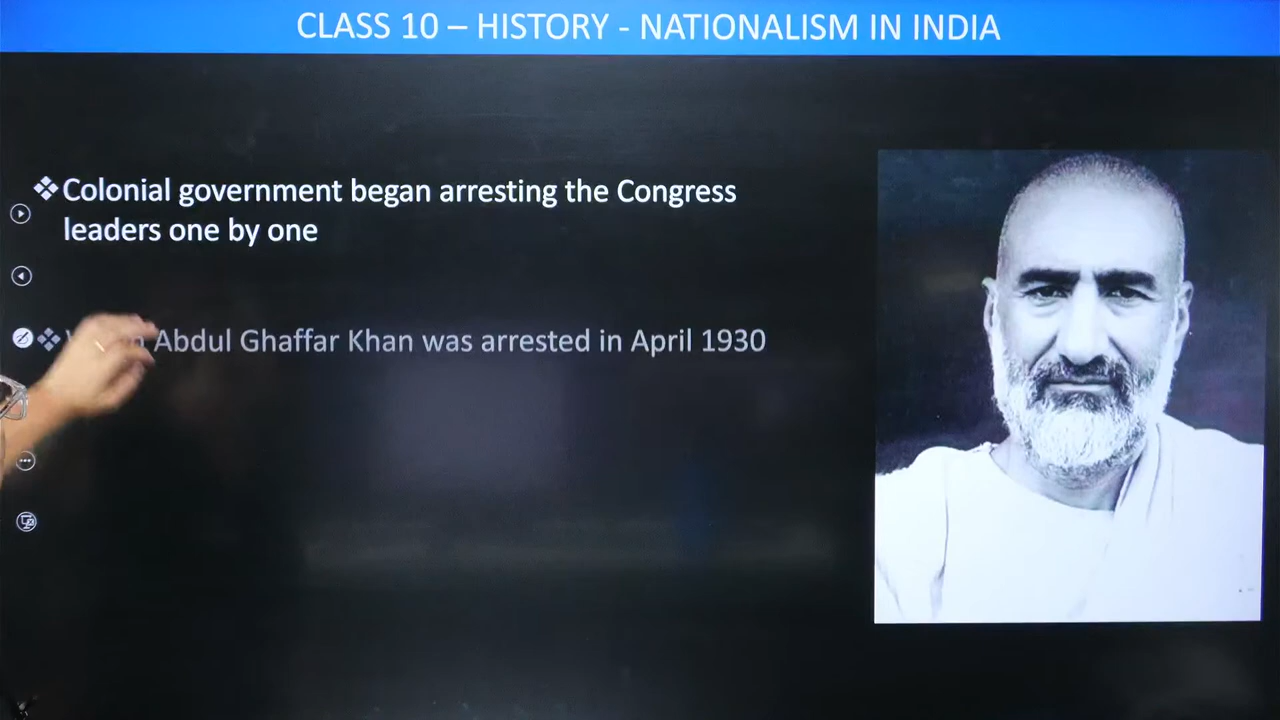 CLASS 10 – HISTORY - NATIONALISM IN INDIA
❖Colonial government began arresting the Congress
leaders one by one
❖ Abdul Ghaffar Khan was arrested in April 1930